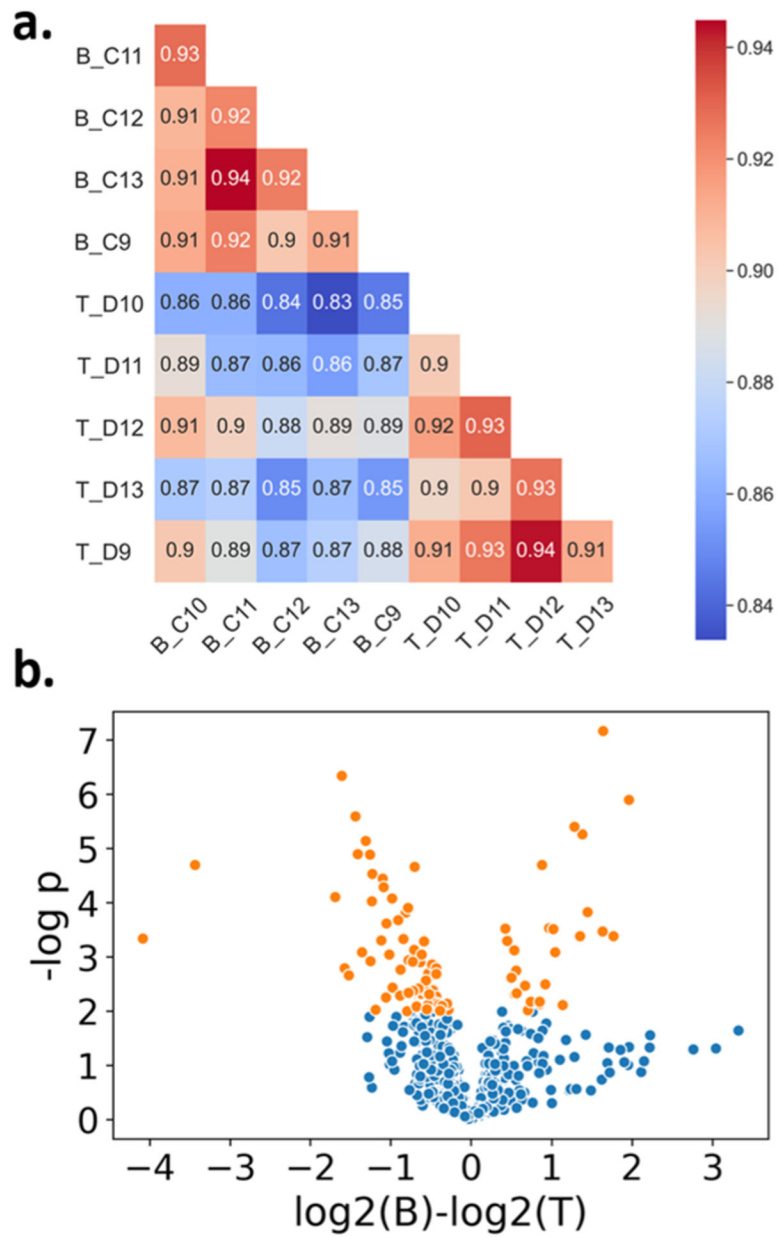 a.
B_C11 0.93
B_C12 0.91 0.92
B_C13 0.91 0.94 0.92
B_C9 0.91 0.92 0.9 0.91
T_D10 0.86 0.86 0.84 0.83 0.85
T_D11 0.89 0.87 0.86 0.86 0.87 0.9
T_D12 0.91 0.9 0.88 0.89 0.89 0.92 0.93
T_D13 0.87 0.87 0.85 0.87 0.85 0.9 0.9 0.93
T_D9 0.9 0.89 0.87 0.87 0.88 0.91 0.93 0.94 0.91
B_C10 B_C11 B_C12 B_C13 B_C9 T_D10 T_D11 T_D12 T_D13
0.94
0.92
0.90
0.88
0.86
0.84
b.
7
6
5
4
3
2
1
0
-log p
−4 −3 −2 −1 0 1 2 3
log2(B)-log2(T)